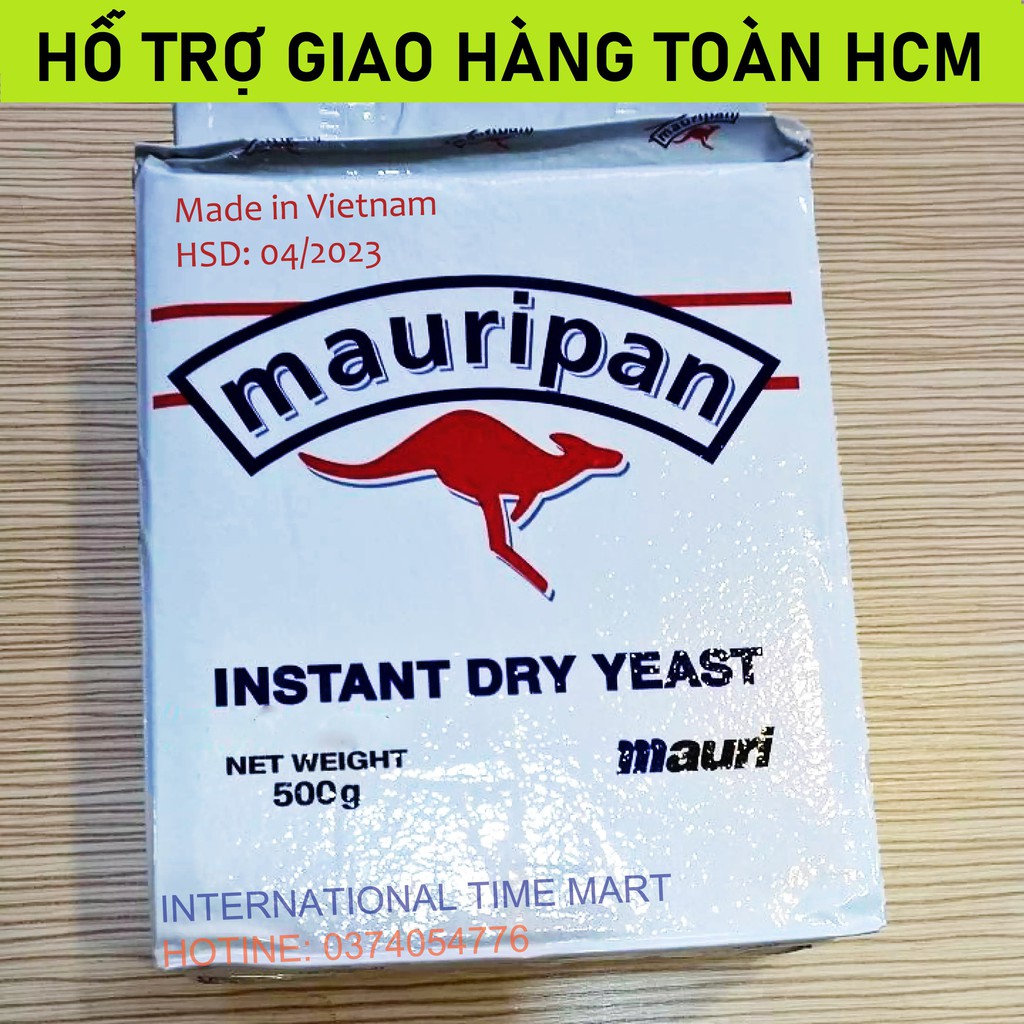 HỖ TRỢ GIAO HÀNG TOÀN HCM
mauripan
Made in Vietnam
HSD: 04/2023
mauripan
INSTANT DRY YEAST
NET WEIGHT
500g
mauri
INTERNATIONAL TIME MART
HOTINE: 0374054776